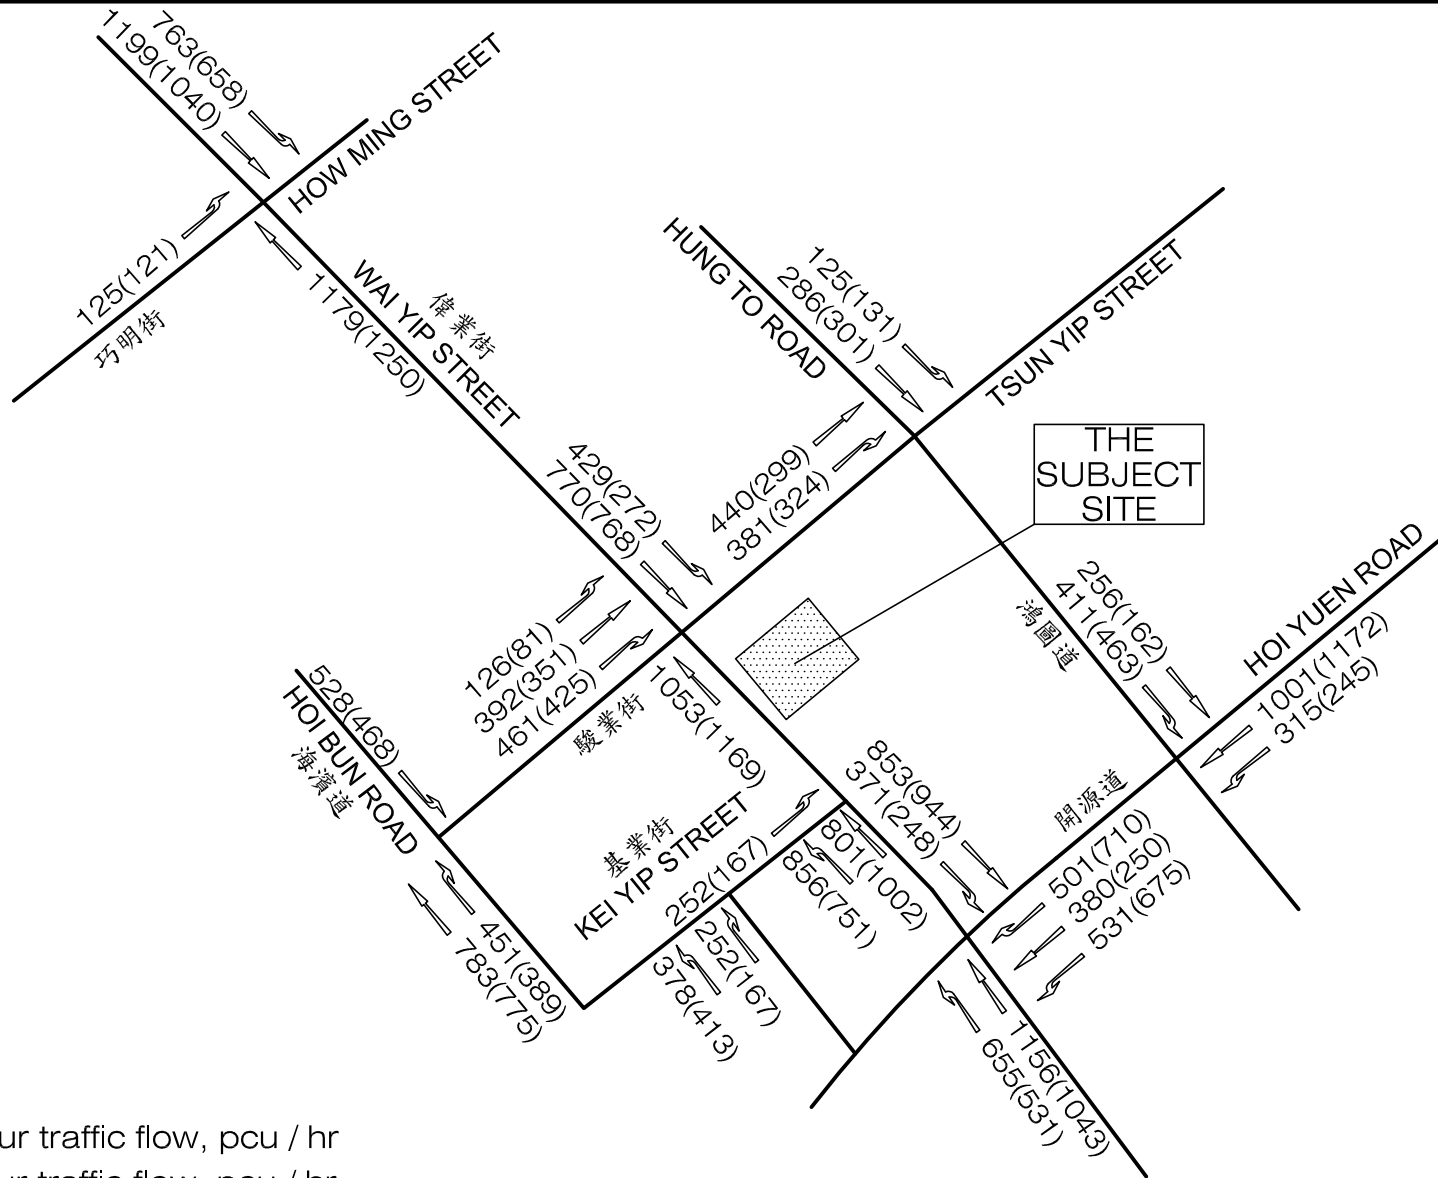 763(658)
1199(1040)
HOW MING STREET
125(121)
巧明街
1179(1250)
WAI YIP STREET
偉業街
HUNG TO ROAD
125(131)
286(301)
TSUN YIP STREET
THE
SUBJECT
SITE
429(272)
770(768)
440(299)
381(324)
126(81)
392(351)
461(425)
駿業街
1053(1169)
鴻圖道
256(162)
411(463)
HOI YUEN ROAD
1001(1172)
315(245)
528(468)
HOI BUN ROAD
海濱道
基業街
KEI YIP STREET
252(167)
853(944)
371(248)
801(1002)
856(751)
開源道
501(710)
380(250)
531(675)
451(389)
783(775)
252(167)
378(413)
1156(1043)
655(531)
ur traffic flow, pcu / hr